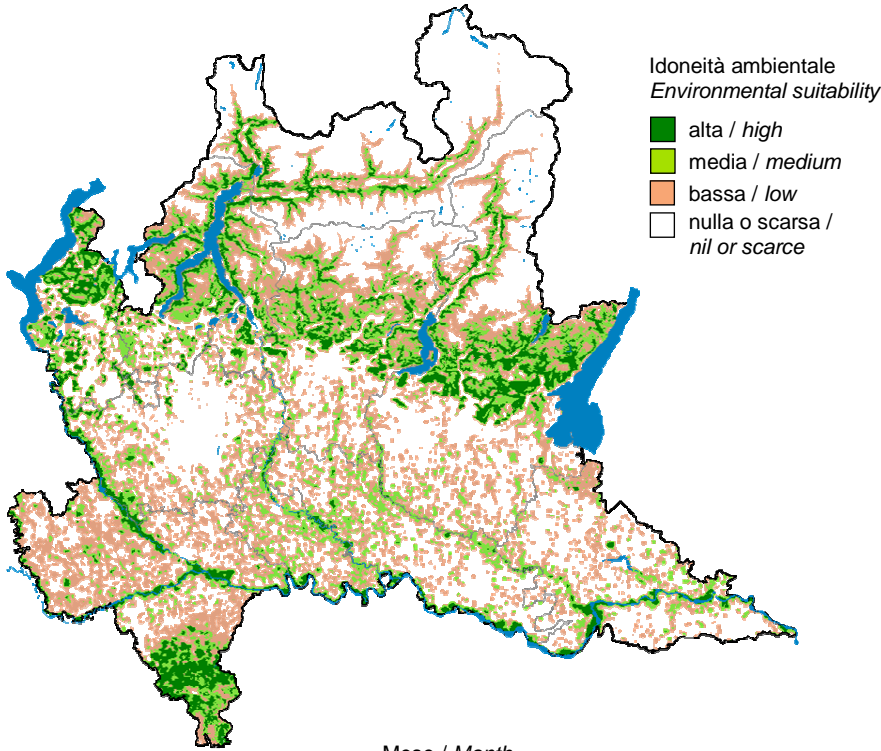 Idoneità ambientale
Environmental suitability
alta / high
media / medium
bassa / low
nulla o scarsa /
nil or scarce
Mese / Month